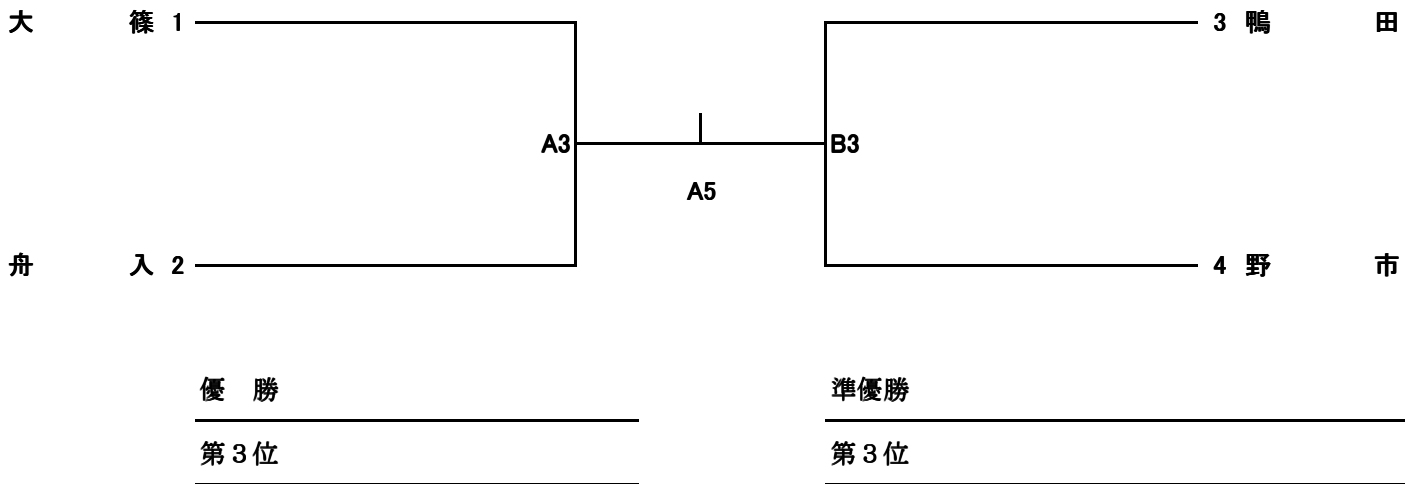 大　篠 1
3 鴨　田
A3
B3
A5
舟　入 2
4 野　市
優　勝
準優勝
第３位
第３位